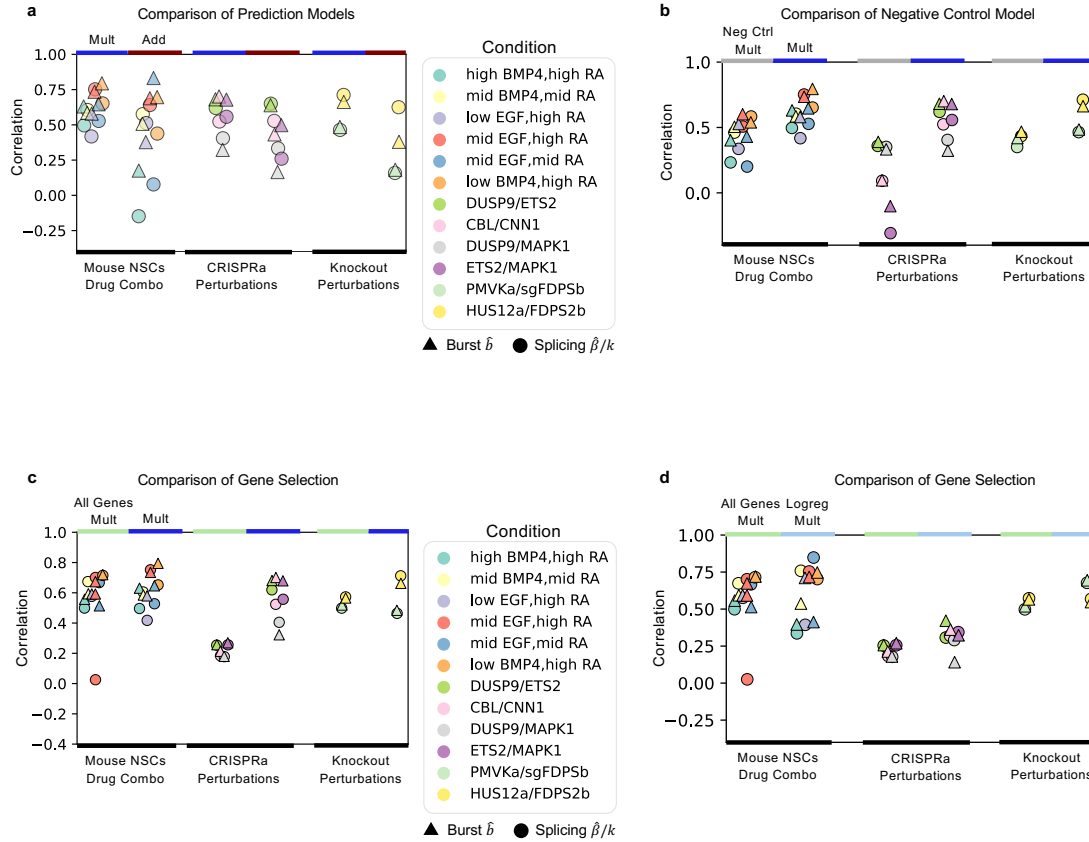 a
Comparison of Prediction Models
Mult
Add
1.00
0.75
0.50
0.25
0.00
−0.25
Correlation
Mouse NSCs
Drug Combo
CRISPRa
Perturbations
Knockout
Perturbations
Condition
high BMP4,high RA
mid BMP4,mid RA
low EGF,high RA
mid EGF,high RA
mid EGF,mid RA
low BMP4,high RA
DUSP9/ETS2
CBL/CNN1
DUSP9/MAPK1
ETS2/MAPK1
PMVKa/sgFDPSb
HUS12a/FDPS2b
Burst b̂
Splicing β̂/k
b
Comparison of Negative Control Model
Neg Ctrl
Mult
Mult
1.0
0.5
0.0
Correlation
Mouse NSCs
Drug Combo
CRISPRa
Perturbations
Knockout
Perturbations
c
Comparison of Gene Selection
All Genes
Mult
Mult
1.0
0.8
0.6
0.4
0.2
0.0
−0.4
Correlation
Mouse NSCs
Drug Combo
CRISPRa
Perturbations
Knockout
Perturbations
Condition
high BMP4,high RA
mid BMP4,mid RA
low EGF,high RA
mid EGF,high RA
mid EGF,mid RA
low BMP4,high RA
DUSP9/ETS2
CBL/CNN1
DUSP9/MAPK1
ETS2/MAPK1
PMVKa/sgFDPSb
HUS12a/FDPS2b
Burst b̂
Splicing β̂/k
d
Comparison of Gene Selection
All Genes
Mult
Logreg
Mult
1.00
0.75
0.50
0.25
0.00
−0.25
Correlation
Mouse NSCs
Drug Combo
CRISPRa
Perturbations
Knockout
Perturbations